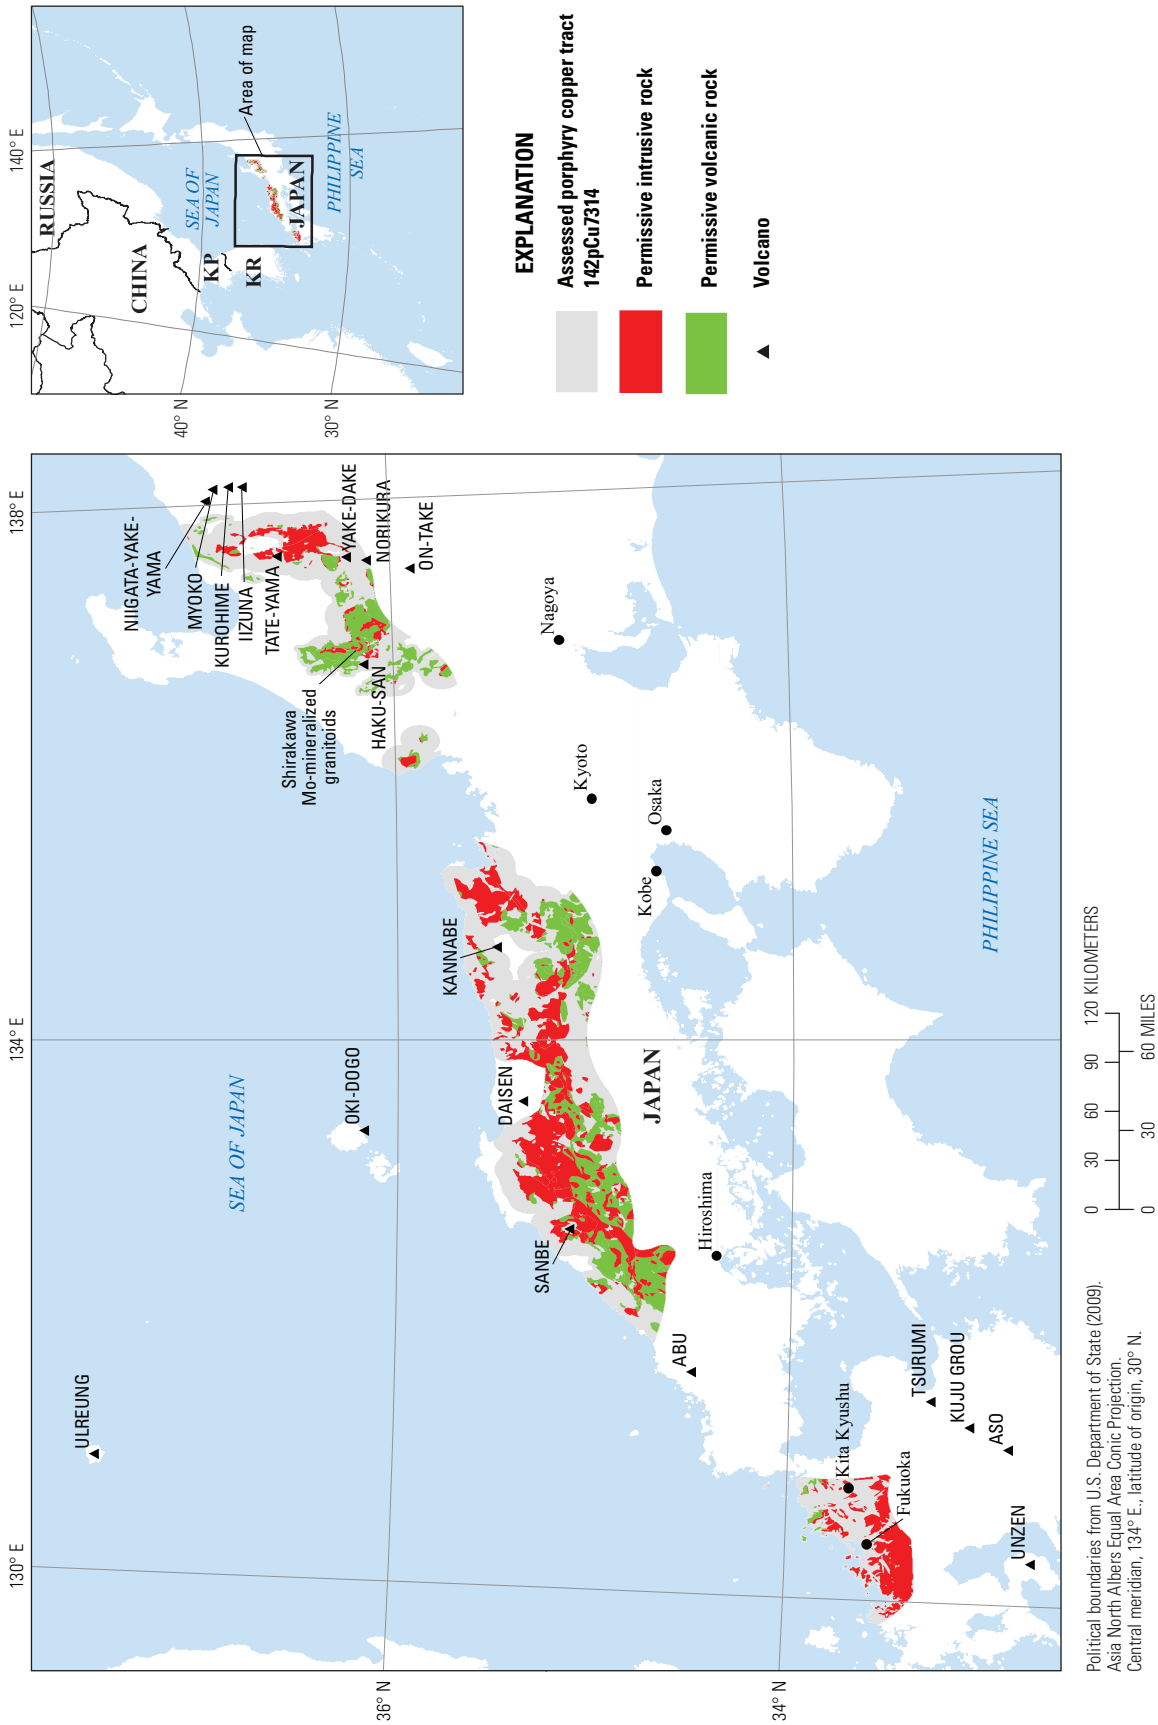 130° E
134° E
138° E
36° N
34° N
ULREUNG
SEA OF JAPAN
OKI-DOGO
NIIGATA-YAKE-
YAMA
MYOKO
KUROHIME
IIZUNA
TATE-YAMA
YAKE-DAKE
NORIKURA
ON-TAKE
Shirakawa
Mo-mineralized
granitoids
HAKU-SAN
KANNABE
DAISEN
SANBE
ABU
JAPAN
Nagoya
Kyoto
Osaka
Kobe
Hiroshima
Kita Kyushu
Fukuoka
TSURUMI
KUJU GROU
ASO
UNZEN
PHILIPPINE SEA
120° E
140° E
40° N
30° N
RUSSIA
CHINA
KP
KR
SEA OF
JAPAN
JAPAN
PHILIPPINE
SEA
Area of map
EXPLANATION
Assessed porphyry copper tract
142pCu7314
Permissive intrusive rock
Permissive volcanic rock
Volcano
Political boundaries from U.S. Department of State (2009).
Asia North Albers Equal Area Conic Projection.
Central meridian, 134° E., latitude of origin, 30° N.
0 30 60 90 120 KILOMETERS
0 30 60 MILES